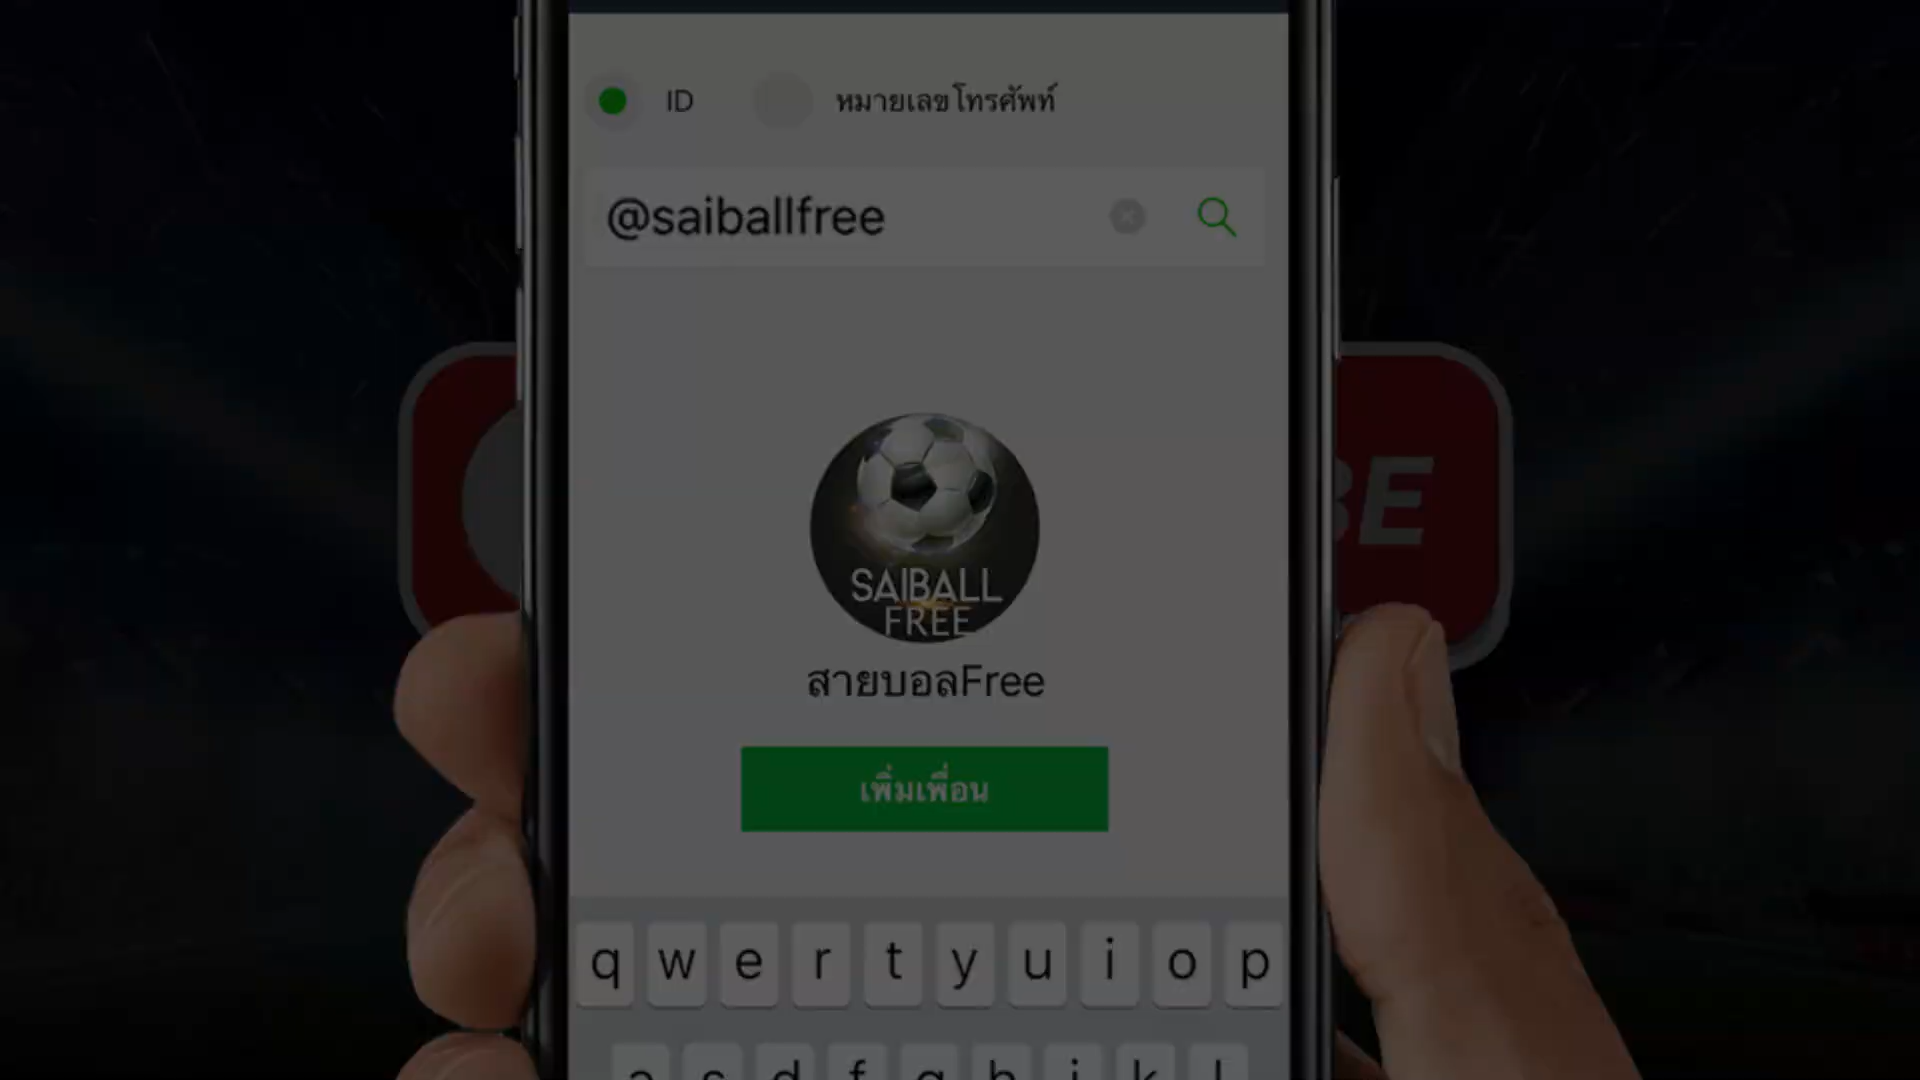 ID หมายเลขโทรศัพท์
@saiballfree
BE
SAIBALL
FREE
สายบอลFree
เพิ่มเพื่อน
q w e r t y u i o p
a s d f g h j k l